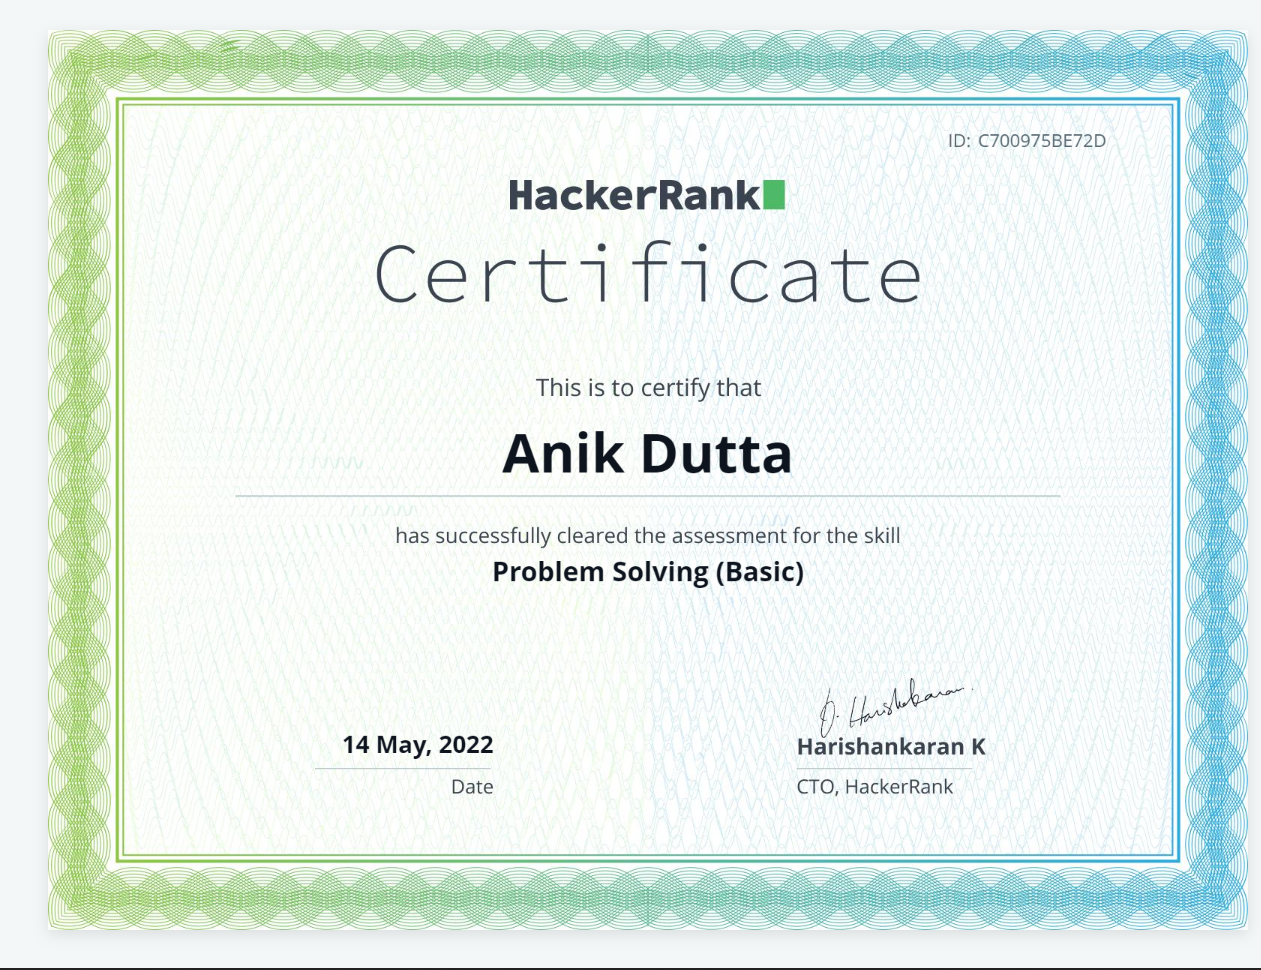 ID: C700975BE72D
HackerRank
Certificate
This is to certify that
Anik Dutta
has successfully cleared the assessment for the skill
Problem Solving (Basic)
14 May, 2022
Date
Harishankaran K
CTO, HackerRank